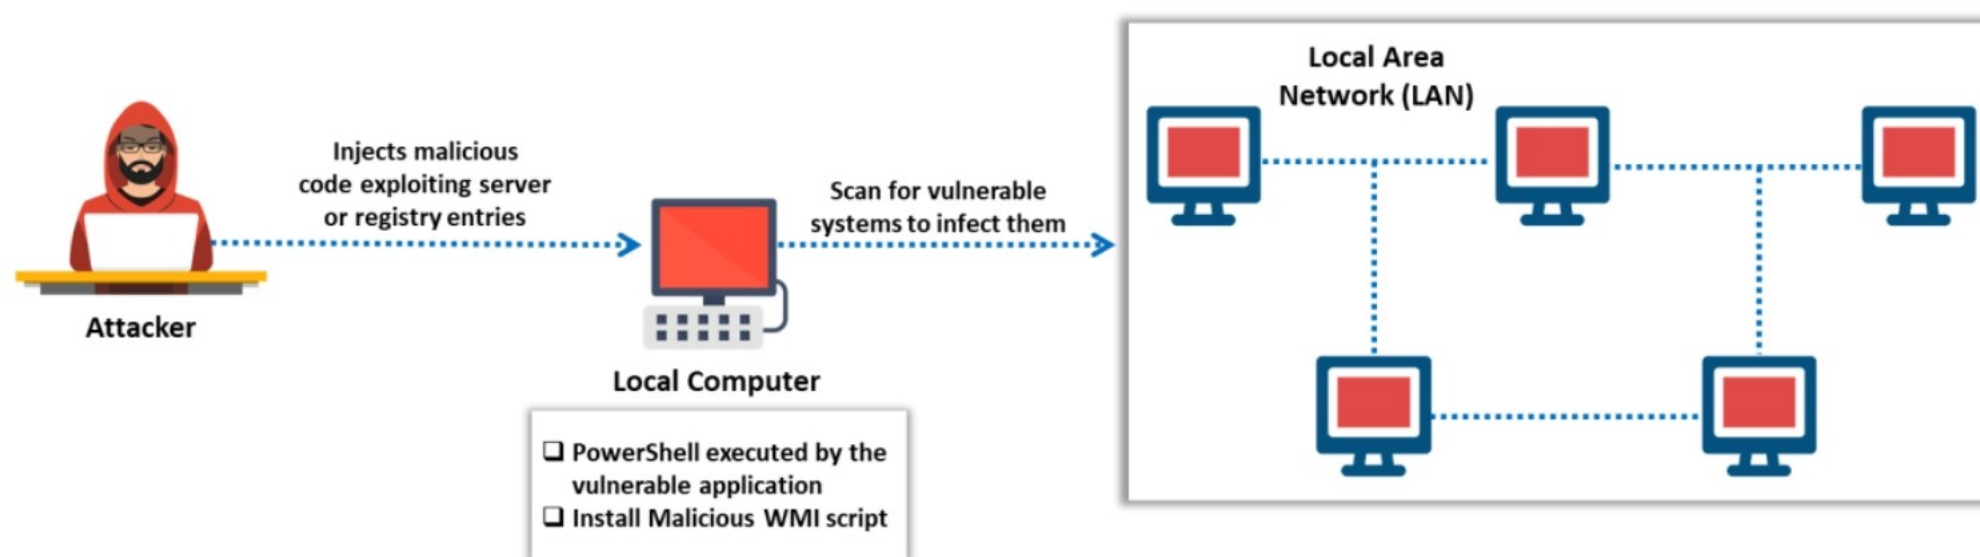 Local Area
Network (LAN)
Injects malicious
code exploiting server
or registry entries
Scan for vulnerable
systems to infect them
Attacker
Local Computer
❑ PowerShell executed by the
vulnerable application
❑ Install Malicious WMI script